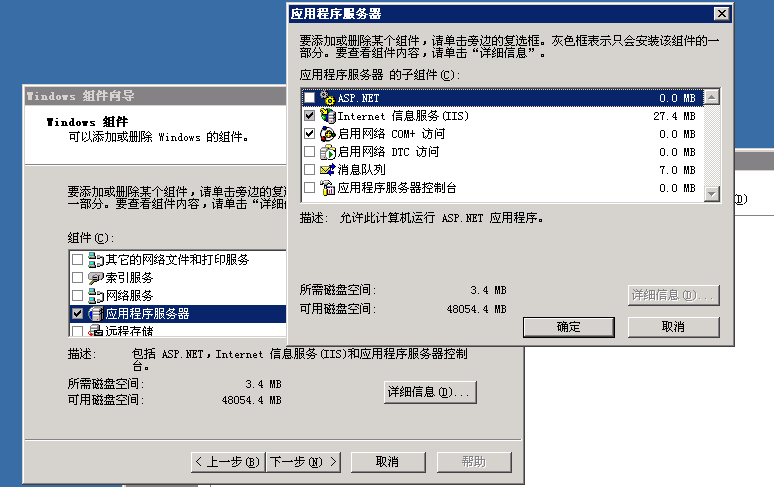 应用程序服务器
要添加或删除某个组件，请单击旁边的复选框。灰色框表示只会安装该组件的一
部分。要查看组件内容，请单击“详细信息”。
应用程序服务器 的子组件(C):
ASP.NET 0.0 MB
Internet 信息服务(IIS) 27.4 MB
启用网络 COM+ 访问 0.0 MB
启用网络 DTC 访问 0.0 MB
消息队列 7.0 MB
应用程序服务器控制台 0.0 MB
描述: 允许此计算机运行 ASP.NET 应用程序。
所需磁盘空间: 3.4 MB
可用磁盘空间: 48054.4 MB
详细信息(D)...
确定
取消
Windows 组件向导
Windows 组件
可以添加或删除 Windows 的组件。
要添加或删除某个组件，请单击旁边的复
一部分。要查看组件内容，请单击“详细
组件(C):
其它的网络文件和打印服务
索引服务
网络服务
应用程序服务器
远程存储
描述: 包括 ASP.NET，Internet 信息服务(IIS)和应用程序服务器控制
台。
所需磁盘空间: 3.4 MB
可用磁盘空间: 48054.4 MB
详细信息(D)...
< 上一步(B)
下一步(N) >
取消
帮助